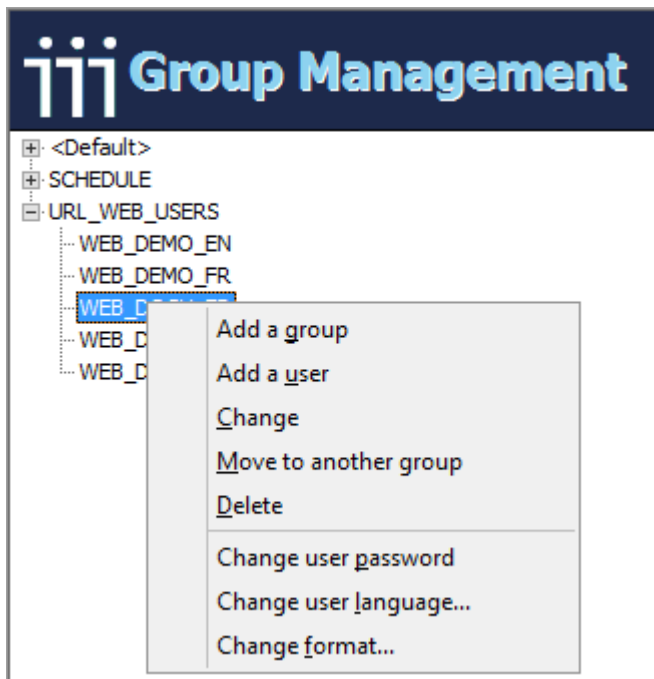 Group Management
<Default>
SCHEDULE
URL_WEB_USERS
WEB_DEMO_EN
WEB_DEMO_FR
Add a group
Add a user
Change
Move to another group
Delete
Change user password
Change user language...
Change format...